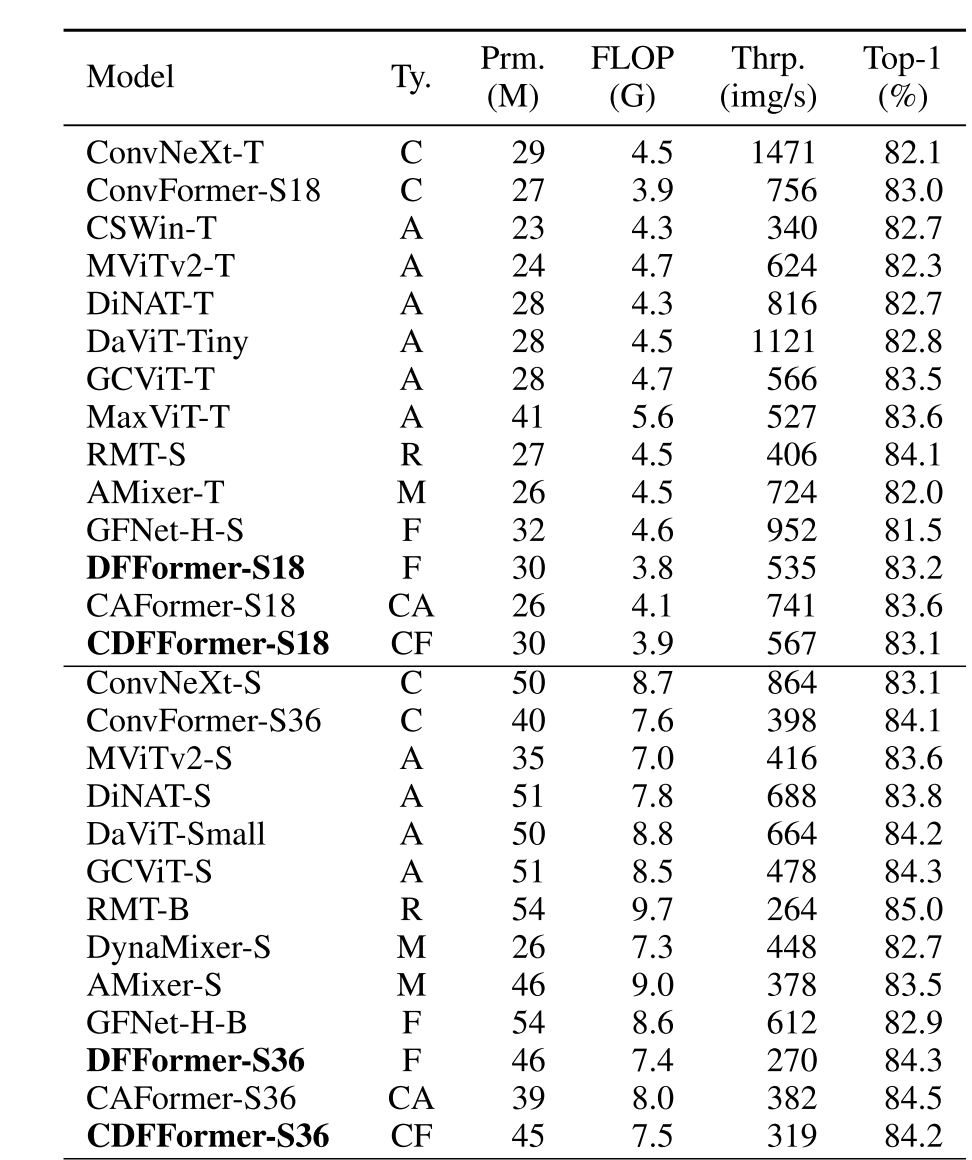 Model Ty. Prm. (M) FLOP (G) Thrp. (img/s) Top-1 (%)
ConvNeXt-T C 29 4.5 1471 82.1
ConvFormer-S18 C 27 3.9 756 83.0
CSWin-T A 23 4.3 340 82.7
MViTv2-T A 24 4.7 624 82.3
DiNAT-T A 28 4.3 816 82.7
DaViT-Tiny A 28 4.5 1121 82.8
GCViT-T A 28 4.7 566 83.5
MaxViT-T A 41 5.6 527 83.6
RMT-S R 27 4.5 406 84.1
AMixer-T M 26 4.5 724 82.0
GFNet-H-S F 32 4.6 952 81.5
DFFormer-S18 F 30 3.8 535 83.2
CAFormer-S18 CA 26 4.1 741 83.6
CDFFormer-S18 CF 30 3.9 567 83.1
ConvNeXt-S C 50 8.7 864 83.1
ConvFormer-S36 C 40 7.6 398 84.1
MViTv2-S A 35 7.0 416 83.6
DiNAT-S A 51 7.8 688 83.8
DaViT-Small A 50 8.8 664 84.2
GCViT-S A 51 8.5 478 84.3
RMT-B R 54 9.7 264 85.0
DynaMixer-S M 26 7.3 448 82.7
AMixer-S M 46 9.0 378 83.5
GFNet-H-B F 54 8.6 612 82.9
DFFormer-S36 F 46 7.4 270 84.3
CAFormer-S36 CA 39 8.0 382 84.5
CDFFormer-S36 CF 45 7.5 319 84.2